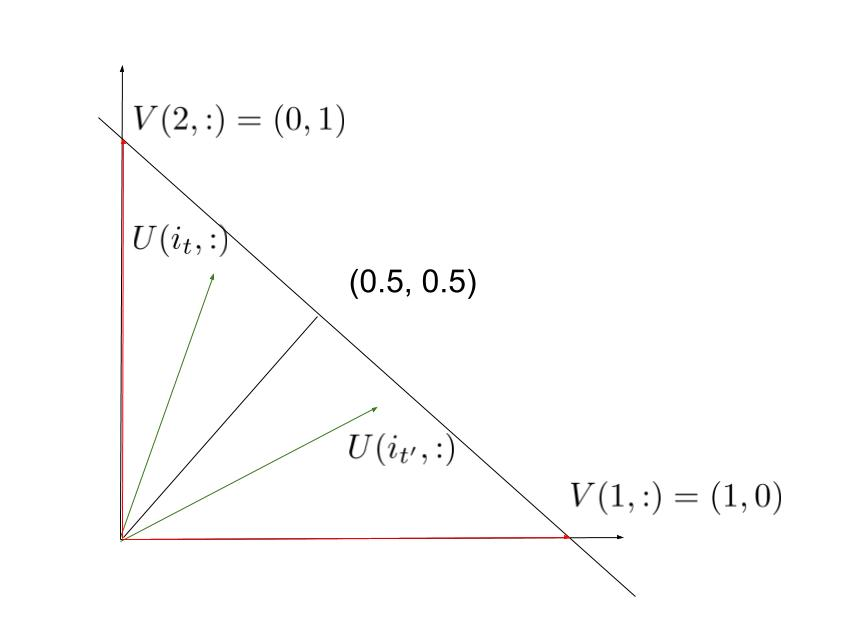 V(2,:) = (0,1)
U(i_t,:)
(0.5, 0.5)
U(i_{t'},:)
V(1,:) = (1,0)